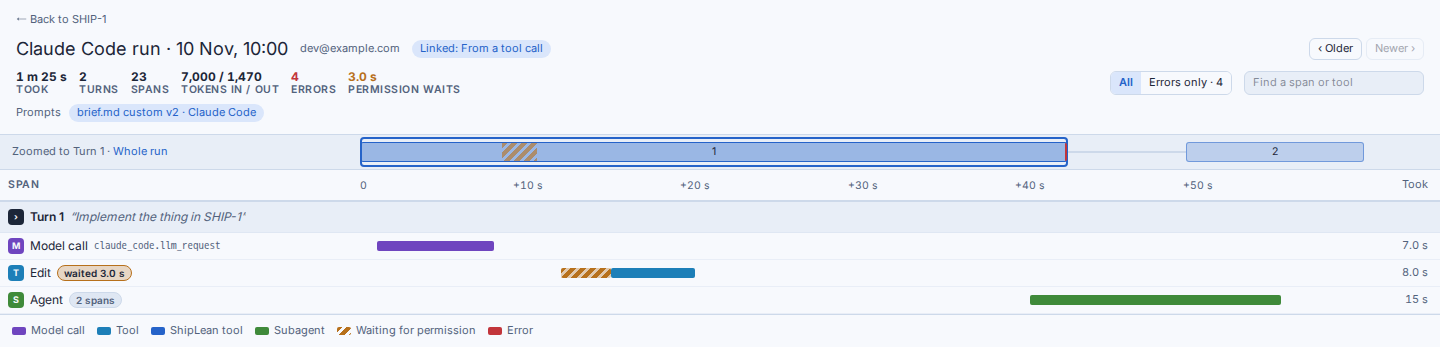 ← Back to SHIP-1
Claude Code run · 10 Nov, 10:00 dev@example.com Linked: From a tool call ‹ Older Newer ›
1 m 25 s 2 23 7,000 / 1,470 4 3.0 s
TOOK TURNS SPANS TOKENS IN / OUT ERRORS PERMISSION WAITS
All Errors only · 4 Find a span or tool
Prompts brief.md custom v2 · Claude Code
Zoomed to Turn 1 · Whole run 1 2
SPAN 0 +10 s +20 s +30 s +40 s +50 s Took
› Turn 1 "Implement the thing in SHIP-1"
M Model call claude_code.llm_request 7.0 s
T Edit waited 3.0 s 8.0 s
S Agent 2 spans 15 s
Model call Tool ShipLean tool Subagent Waiting for permission Error